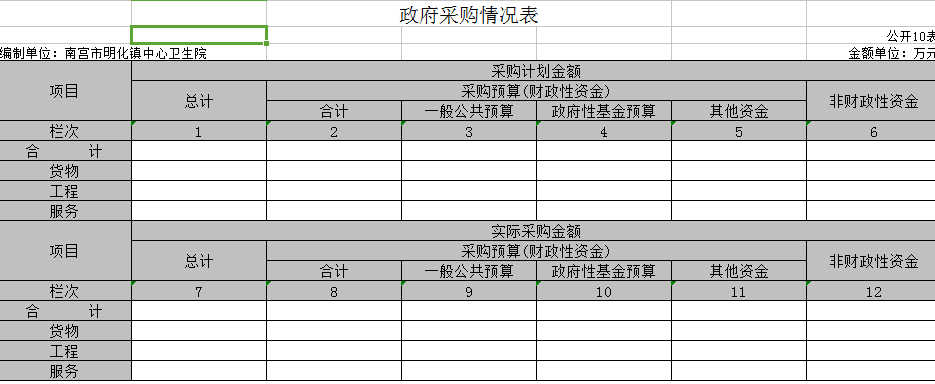 政府采购情况表
公开10表
编制单位：南宫市明化镇中心卫生院 金额单位：万元
项目 采购计划金额
总计 采购预算(财政性资金) 非财政性资金
合计 一般公共预算 政府性基金预算 其他资金
栏次 1 2 3 4 5 6
合 计
货物
工程
服务
项目 实际采购金额
总计 采购预算(财政性资金) 非财政性资金
合计 一般公共预算 政府性基金预算 其他资金
栏次 7 8 9 10 11 12
合 计
货物
工程
服务